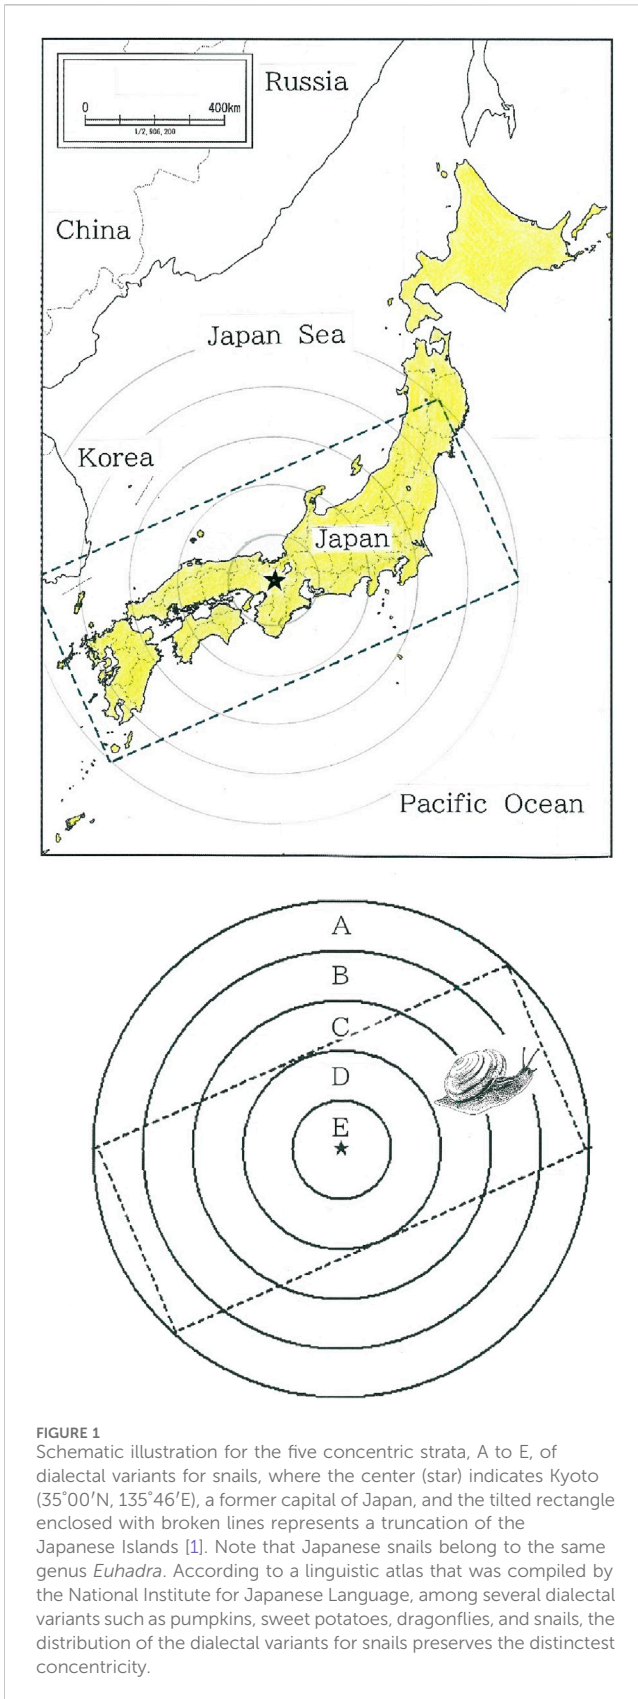 Russia
0 400km
1/2,906,200
China
Japan Sea
Korea
Japan
Pacific Ocean
A
B
C
D
E
FIGURE 1
Schematic illustration for the five concentric strata, A to E, of
dialectal variants for snails, where the center (star) indicates Kyoto
(35°00′N, 135°46′E), a former capital of Japan, and the tilted rectangle
enclosed with broken lines represents a truncation of the
Japanese Islands [1]. Note that Japanese snails belong to the same
genus Euhadra. According to a linguistic atlas that was compiled by
the National Institute for Japanese Language, among several dialectal
variants such as pumpkins, sweet potatoes, dragonflies, and snails, the
distribution of the dialectal variants for snails preserves the distinctest
concentricity.